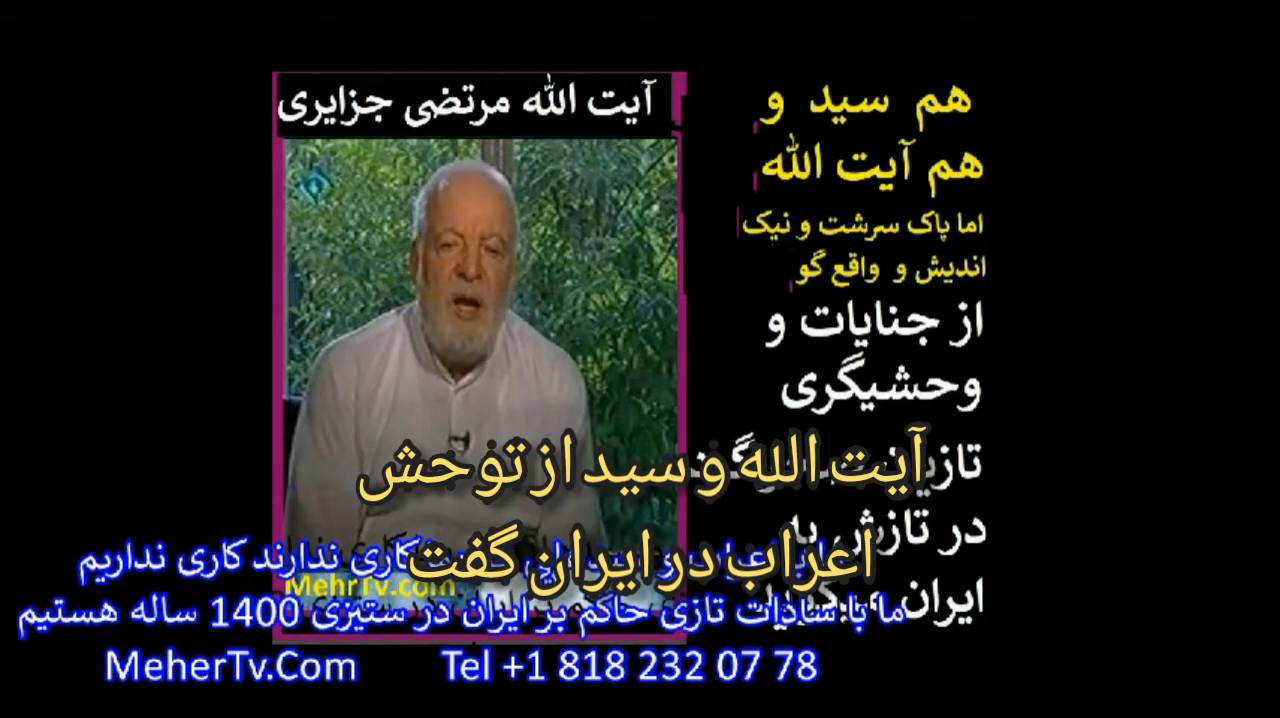 آیت الله مرتضی جزایری
هم سید و
هم آیت الله
اما پاک سرشت و نیک
اندیش و واقع گو
از جنایات و
وحشیگری
در تازش به
ایران
آیت الله و سید از توحش
اعراب در ایران گفت
کاری ندارند کاری نداریم
MehrTv.com
ما با سادات تازی حاکم بر ایران در ستیزی 1400 ساله هستیم
MeherTv.Com Tel +1 818 232 07 78